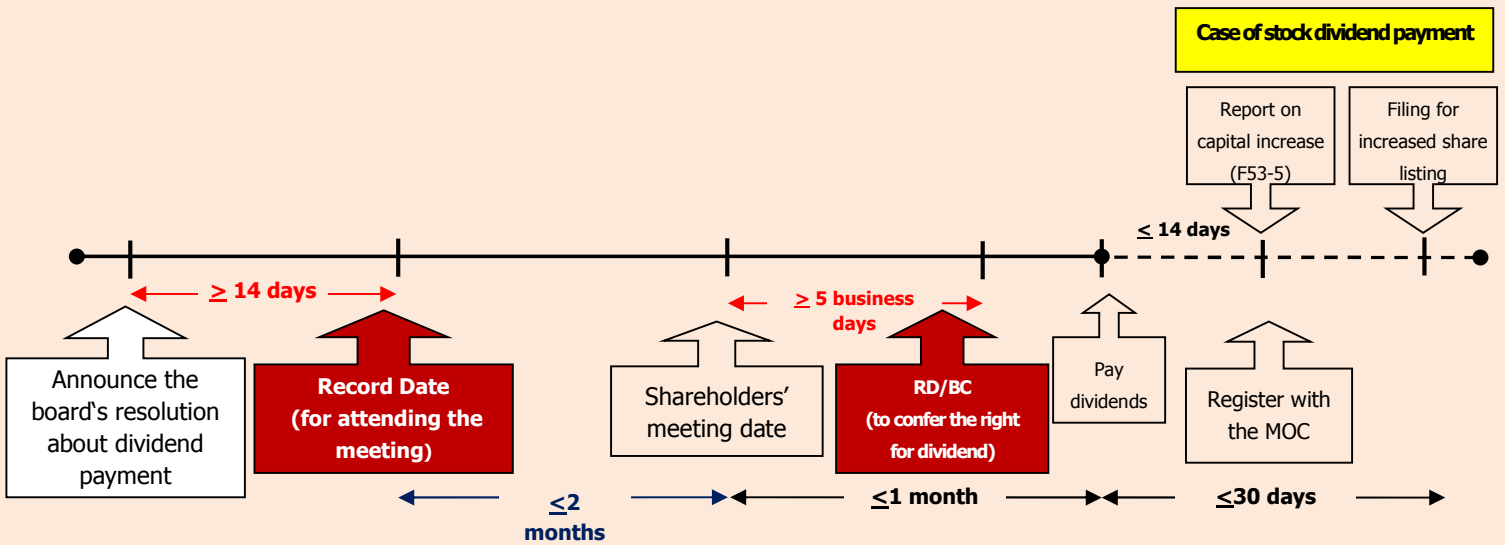 Case of stock dividend payment
Report on
capital increase
(F53-5)
Filing for
increased share
listing
≤ 14 days
≥ 14 days
≥ 5 business
days
Announce the
board‛s resolution
about dividend
payment
Record Date
(for attending the
meeting)
Shareholders’
meeting date
RD/BC
(to confer the right
for dividend)
Pay
dividends
Register with
the MOC
≤2
months
≤1 month
≤30 days